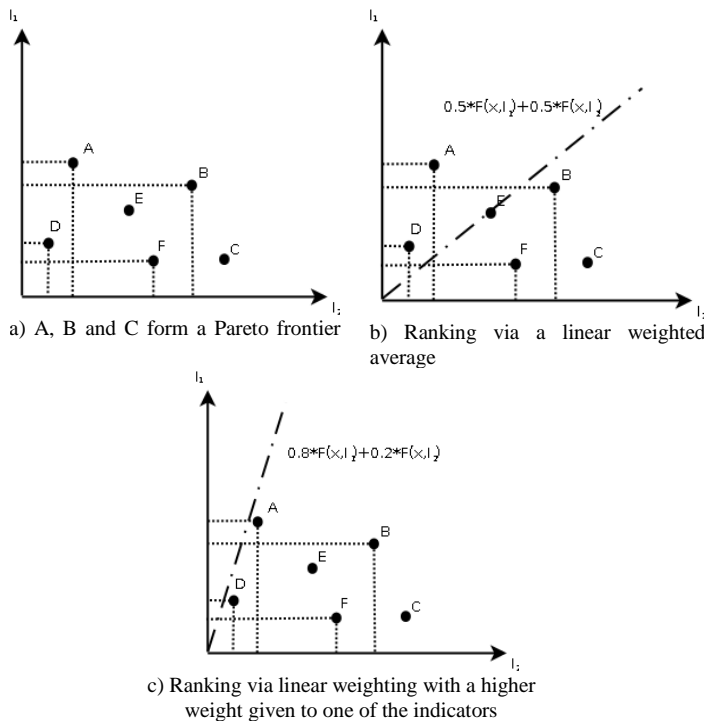 I₁
A
B
E
D
F
C
I₂
a) A, B and C form a Pareto frontier
I₁
0.5*F(x,I₁)+0.5*F(x,I₂)
A
B
E
D
F
C
I₂
b) Ranking via a linear weighted
average
I₁
0.8*F(x,I₁)+0.2*F(x,I₂)
A
B
E
D
F
C
I₂
c) Ranking via linear weighting with a higher
weight given to one of the indicators